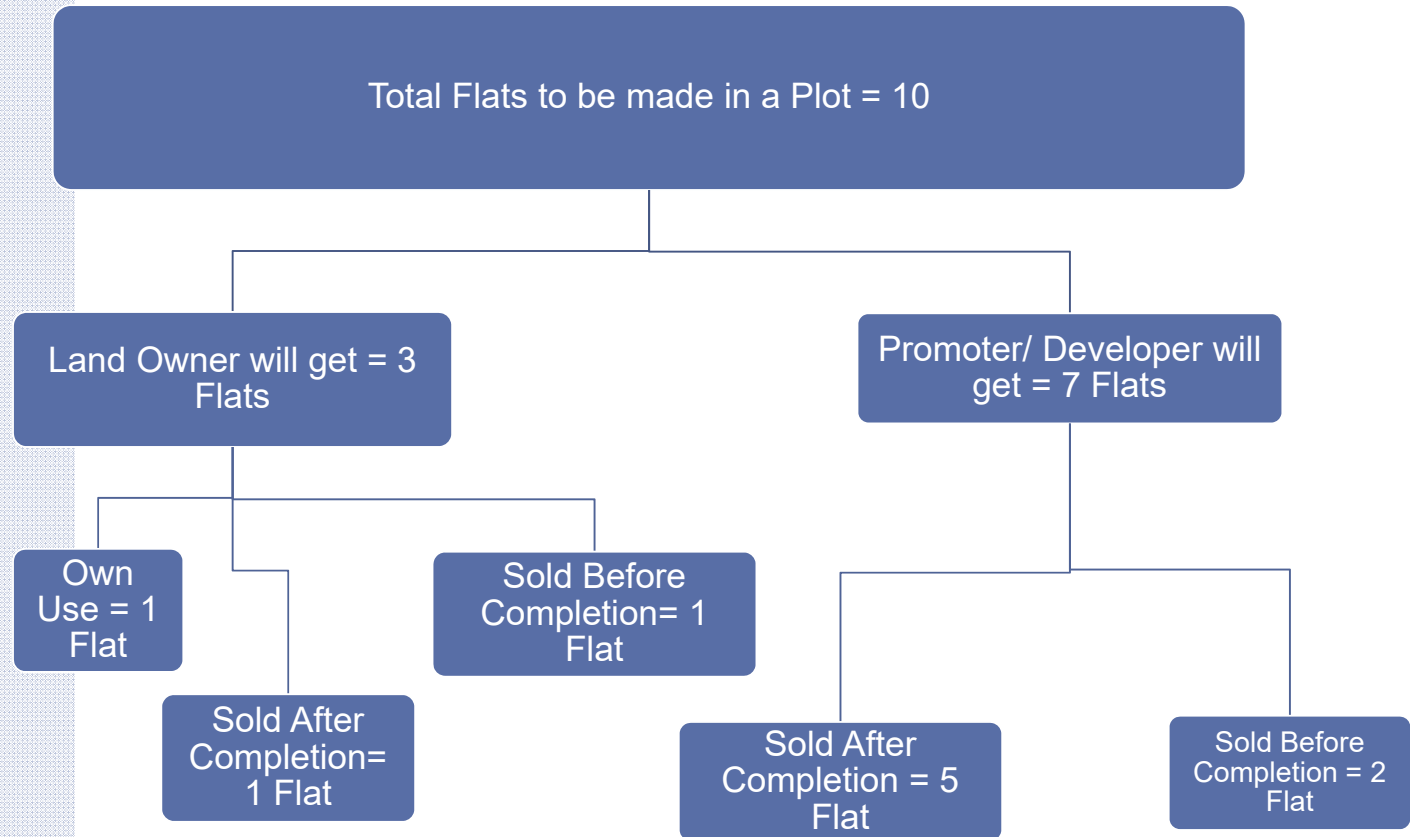 Total Flats to be made in a Plot = 10
Land Owner will get = 3
Flats
Promoter/ Developer will
get = 7 Flats
Own
Use = 1
Flat
Sold After
Completion=
1 Flat
Sold Before
Completion= 1
Flat
Sold After
Completion = 5
Flat
Sold Before
Completion = 2
Flat